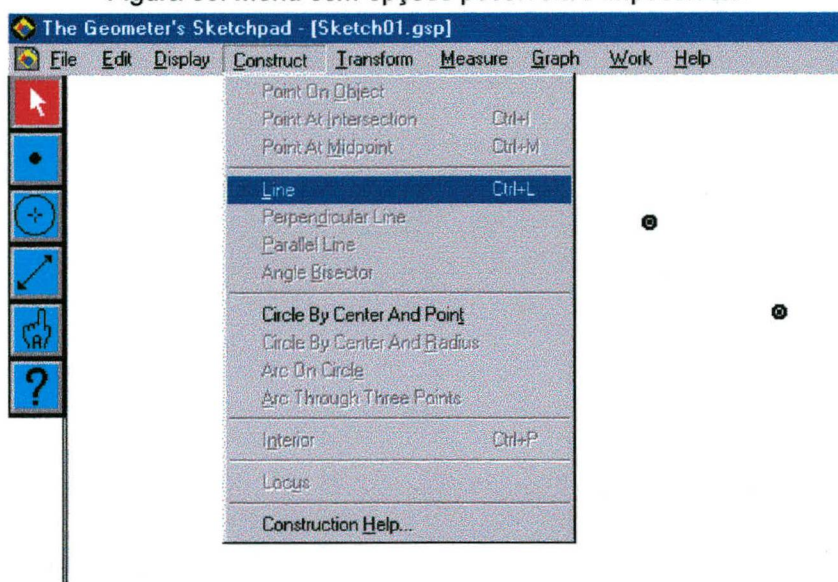 The Geometer's Sketchpad - [Sketch01.gsp]
File Edit Display Construct Transform Measure Graph Work Help
Point On Object
Point At Intersection Ctrl+I
Point At Midpoint Ctrl+M
Line Ctrl+L
Perpendicular Line
Parallel Line
Angle Bisector
Circle By Center And Point
Circle By Center And Radius
Arc On Circle
Arc Through Three Points
Interior Ctrl+P
Locus
Construction Help...
A
?